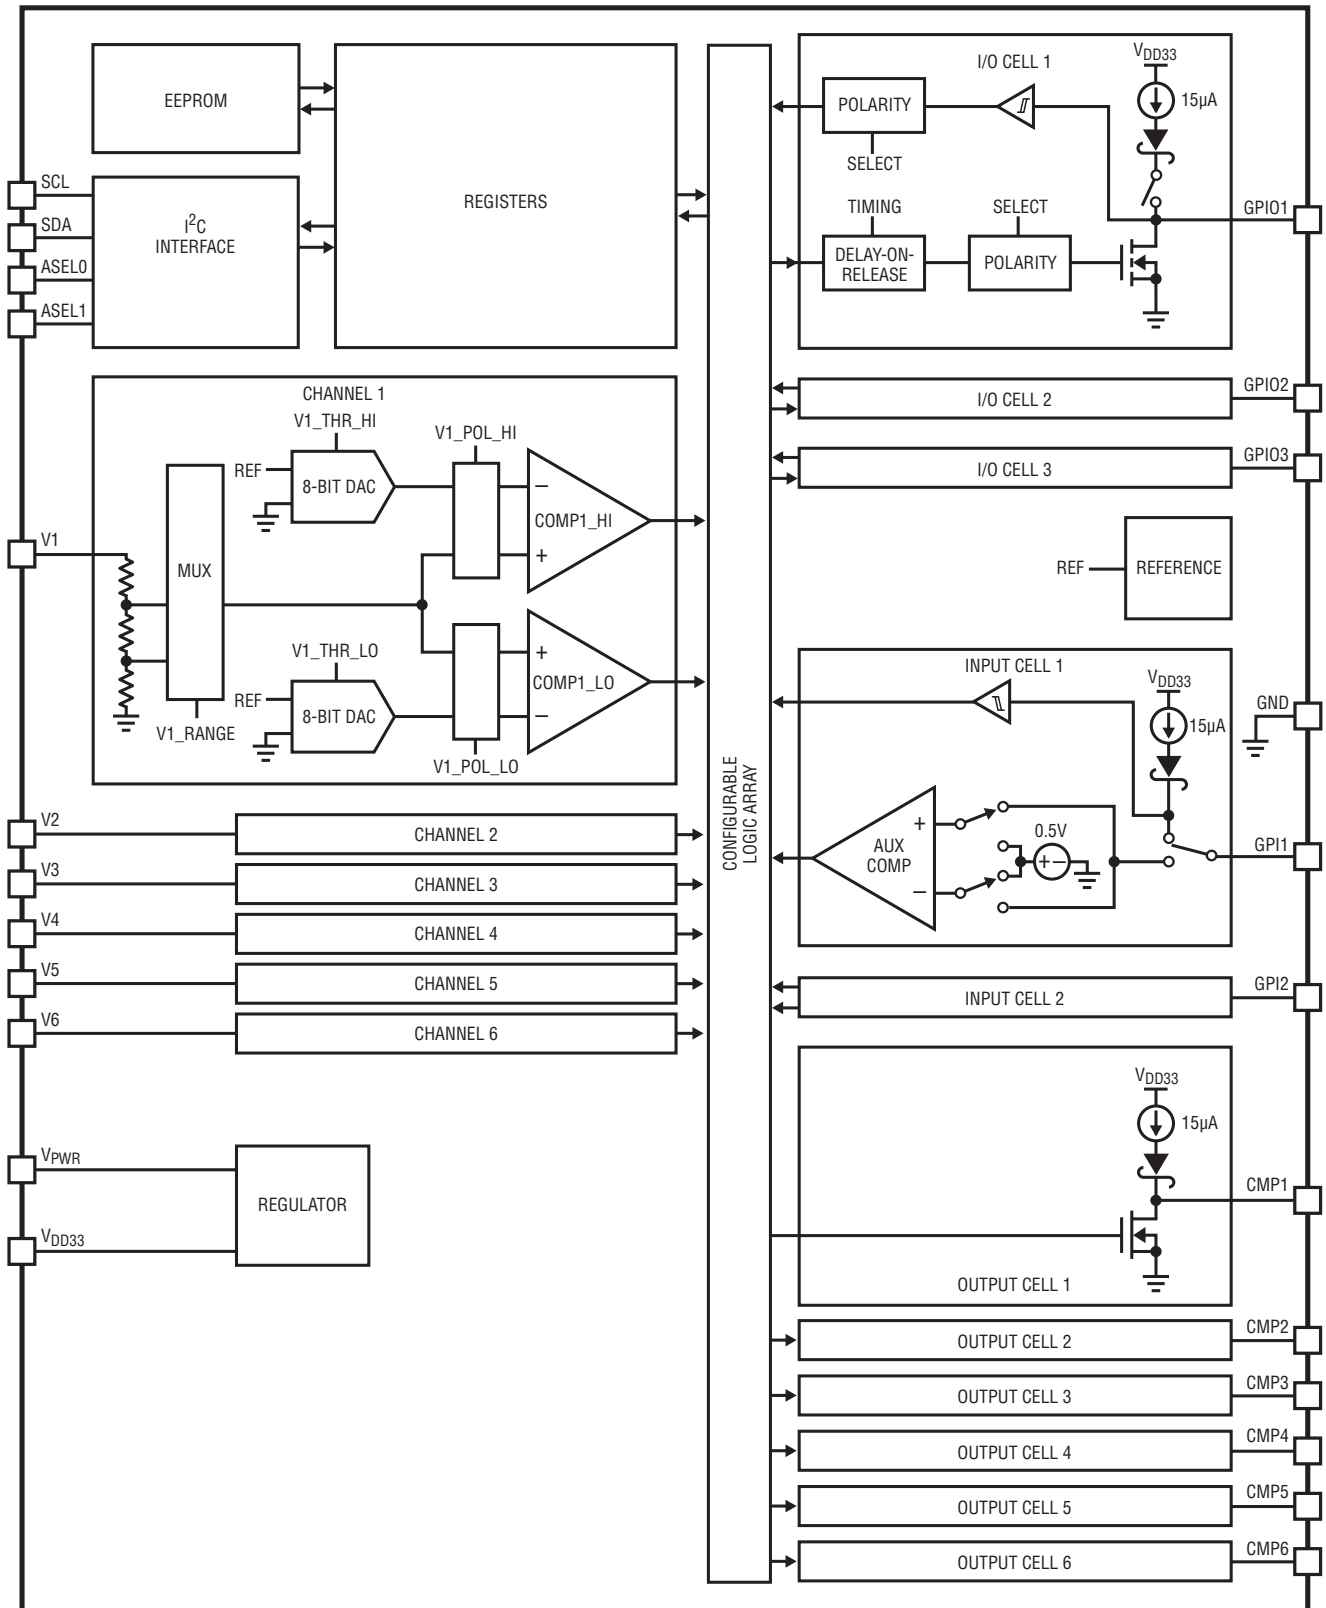 EEPROM
REGISTERS
SCL
SDA
ASEL0
ASEL1
I2C
INTERFACE
I/O CELL 1
VDD33
15µA
POLARITY
SELECT
TIMING
SELECT
DELAY-ON-
RELEASE
POLARITY
GPIO1
I/O CELL 2
GPIO2
I/O CELL 3
GPIO3
REF
REFERENCE
CHANNEL 1
V1_THR_HI
V1_POL_HI
REF
8-BIT DAC
–
COMP1_HI
+
V1
MUX
V1_THR_LO
REF
8-BIT DAC
+
COMP1_LO
–
V1_RANGE
V1_POL_LO
CONFIGURABLE
LOGIC ARRAY
INPUT CELL 1
VDD33
15µA
GND
+
AUX
COMP
–
0.5V
+ –
GPI1
V2
CHANNEL 2
V3
CHANNEL 3
V4
CHANNEL 4
V5
CHANNEL 5
V6
CHANNEL 6
INPUT CELL 2
GPI2
VPWR
VDD33
REGULATOR
VDD33
15µA
CMP1
OUTPUT CELL 1
OUTPUT CELL 2
CMP2
OUTPUT CELL 3
CMP3
OUTPUT CELL 4
CMP4
OUTPUT CELL 5
CMP5
OUTPUT CELL 6
CMP6